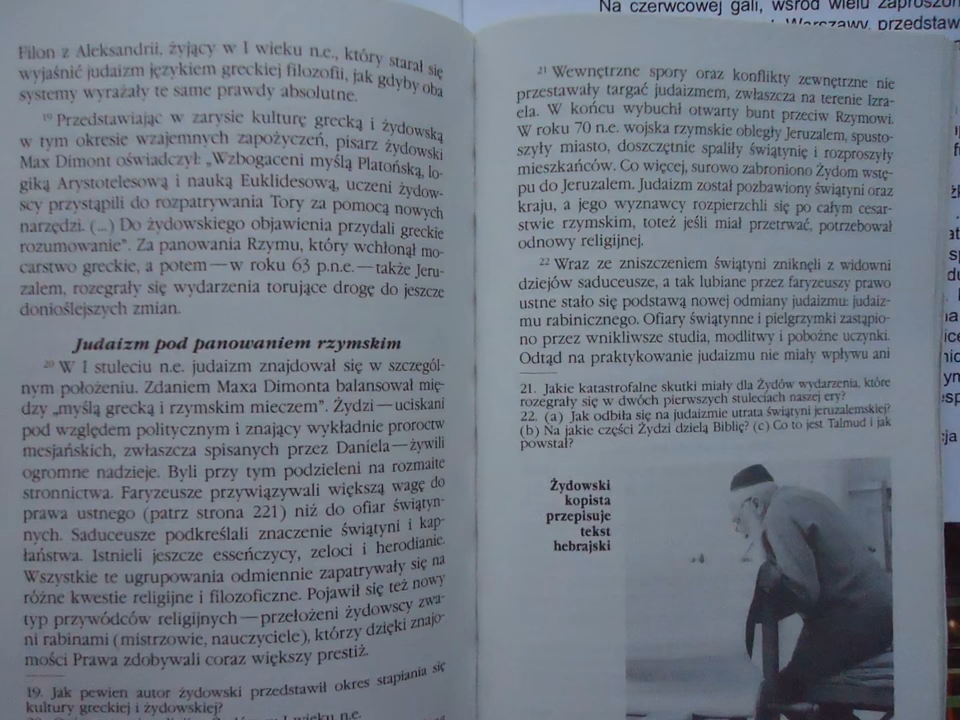 Filon z Aleksandrii, żyjący w I wieku n.e., który starał się
wyjaśnić judaizm językiem greckiej filozofii, jak gdyby oba
systemy wyrażały te same prawdy absolutne.
19 Przedstawiając w zarysie kulturę grecką i żydowską
w tym okresie wzajemnych zapożyczeń, pisarz żydowski
Max Dimont oświadczył: „Wzbogaceni myślą Platońską, lo-
giką Arystotelesową i nauką Euklidesową, uczeni żydow-
scy przystąpili do rozpatrywania Tory za pomocą nowych
narzędzi. (...) Do żydowskiego objawienia przydali greckie
rozumowanie". Za panowania Rzymu, który wchłonął mo-
carstwo greckie, a potem — w roku 63 p.n.e. — także Jeru-
zalem, rozegrały się wydarzenia torujące drogę do jeszcze
donioślejszych zmian.
Judaizm pod panowaniem rzymskim
20 W I stuleciu n.e. judaizm znajdował się w szczegól-
nym położeniu. Zdaniem Maxa Dimonta balansował mię-
dzy „myślą grecką i rzymskim mieczem". Żydzi — uciskani
pod względem politycznym i znający wykładnie proroctw
mesjańskich, zwłaszcza spisanych przez Daniela — żywili
ogromne nadzieje. Byli przy tym podzieleni na rozmaite
stronnictwa. Faryzeusze przywiązywali większą wagę do
prawa ustnego (patrz strona 221) niż do ofiar świątyn-
nych. Saduceusze podkreślali znaczenie świątyni i kap-
łaństwa. Istnieli jeszcze esseńczycy, zeloci i herodianie.
Wszystkie te ugrupowania odmiennie zapatrywały się na
różne kwestie religijne i filozoficzne. Pojawił się też nowy
typ przywódców religijnych — przełożeni żydowscy zwa-
ni rabinami (mistrzowie, nauczyciele), którzy dzięki znajo-
mości Prawa zdobywali coraz większy prestiż.
19. Jak pewien autor żydowski przedstawił okres stapiania się
kultury greckiej i żydowskiej?
I wieku n.e.
21 Wewnętrzne spory oraz konflikty zewnętrzne nie
przestawały targać judaizmem, zwłaszcza na terenie Izra-
ela. W końcu wybuchł otwarty bunt przeciw Rzymowi.
W roku 70 n.e. wojska rzymskie obległy Jeruzalem, spusto-
szyły miasto, doszczętnie spaliły świątynię i rozproszyły
mieszkańców. Co więcej, surowo zabroniono Żydom wstę-
pu do Jeruzalem. Judaizm został pozbawiony świątyni oraz
kraju, a jego wyznawcy rozpierzchli się po całym cesar-
stwie rzymskim, toteż jeśli miał przetrwać, potrzebował
odnowy religijnej.
22 Wraz ze zniszczeniem świątyni zniknęli z widowni
dziejów saduceusze, a tak lubiane przez faryzeuszy prawo
ustne stało się podstawą nowej odmiany judaizmu: judaiz-
mu rabinicznego. Ofiary świątynne i pielgrzymki zastąpio-
no przez wnikliwsze studia, modlitwy i pobożne uczynki.
Odtąd na praktykowanie judaizmu nie miały wpływu ani
21. Jakie katastrofalne skutki miały dla Żydów wydarzenia, które
rozegrały się w dwóch pierwszych stuleciach naszej ery?
22. (a) Jak odbiła się na judaizmie utrata świątyni jeruzalemskiej?
(b) Na jakie części Żydzi dzielą Biblię? (c) Co to jest Talmud i jak
powstał?
Żydowski
kopista
przepisuje
tekst
hebrajski
Na czerwcowej gali, wśród wielu
Warszawy, przedstaw